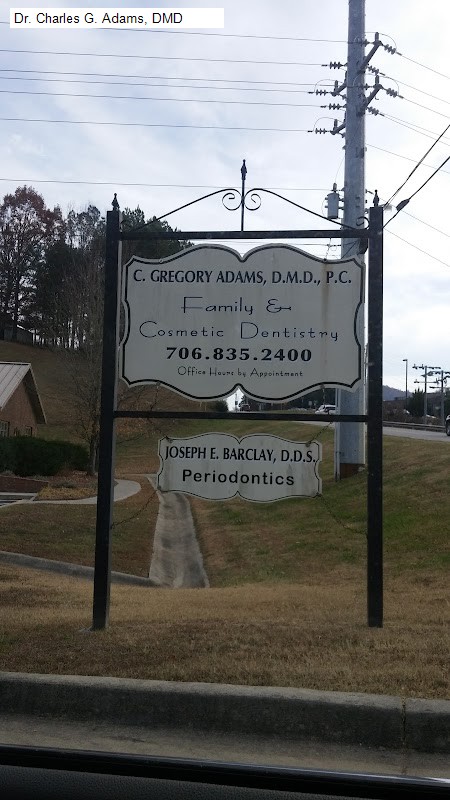 Dr. Charles G. Adams, DMD
C. GREGORY ADAMS, D.M.D., P.C.
Family &
Cosmetic Dentistry
706.835.2400
Office Hours by Appointment
JOSEPH E. BARCLAY, D.D.S.
Periodontics